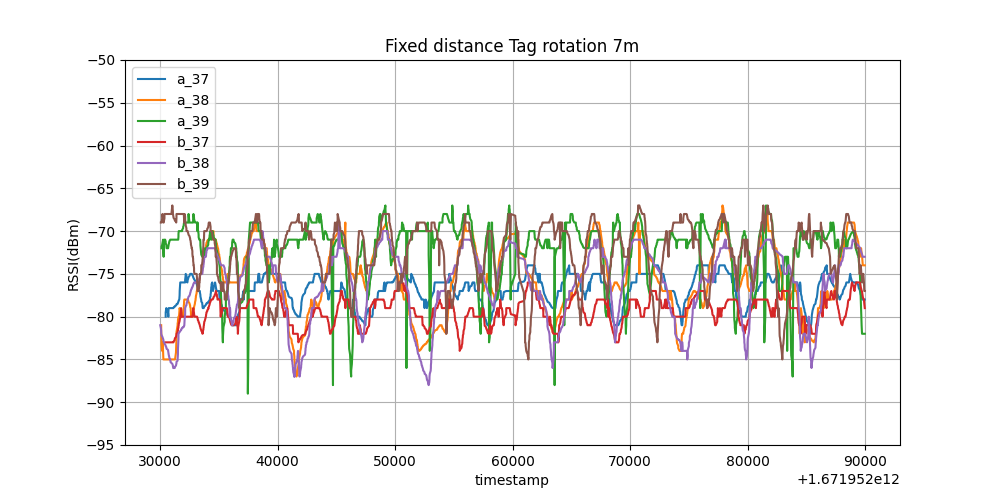 Fixed distance Tag rotation 7m
RSSI(dBm)
−50
−55
−60
−65
−70
−75
−80
−85
−90
−95
a_37
a_38
a_39
b_37
b_38
b_39
30000 40000 50000 60000 70000 80000 90000
timestamp
+1.671952e12